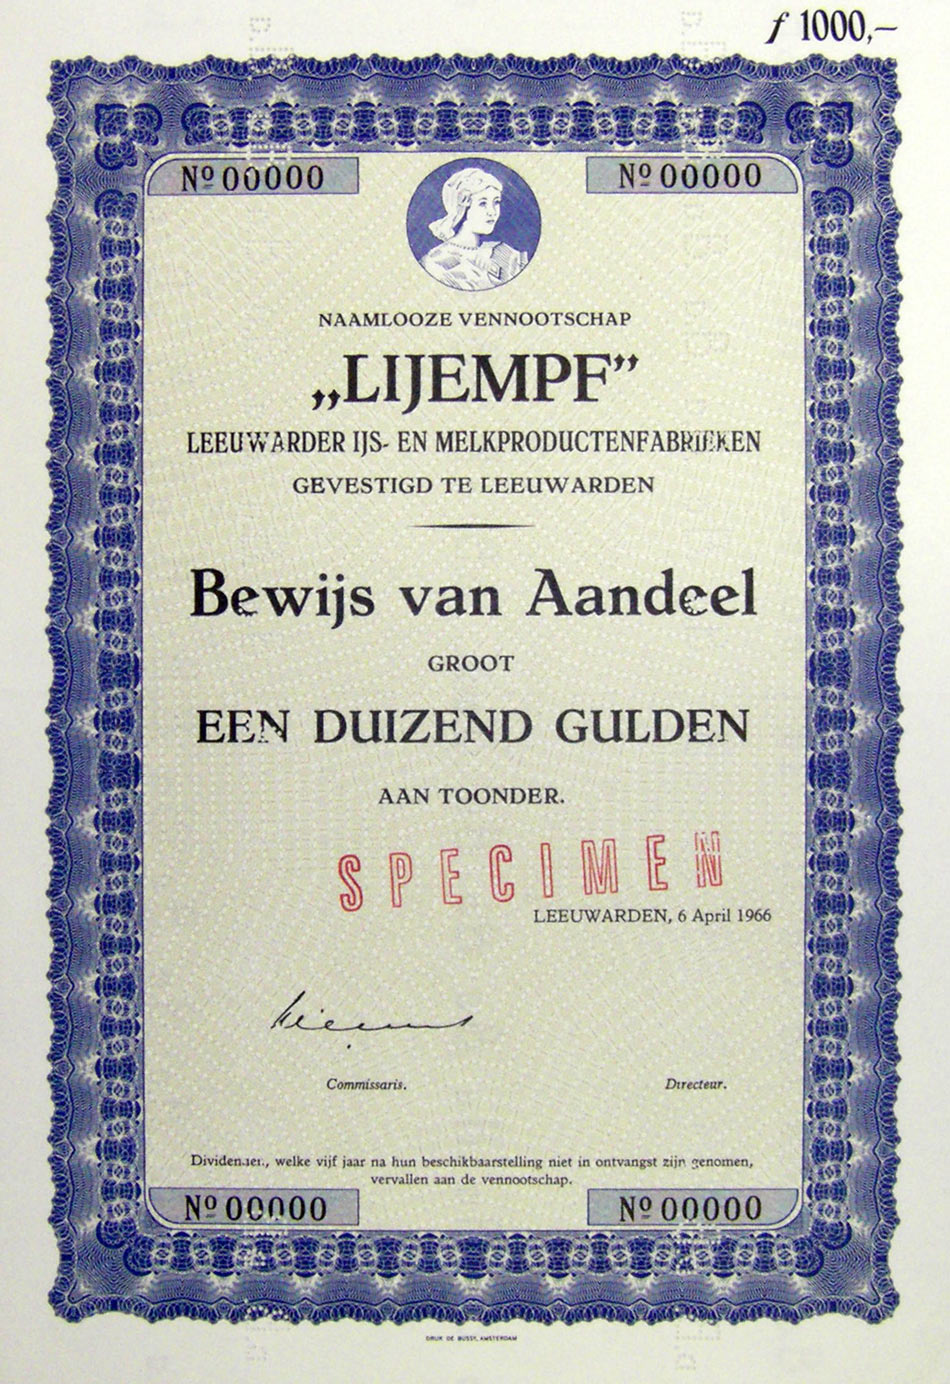 ƒ 1000,—
Nº 00000
Nº 00000
NAAMLOOZE VENNOOTSCHAP
„LIJEMPF”
LEEUWARDER IJS- EN MELKPRODUCTENFABRIEKEN
GEVESTIGD TE LEEUWARDEN
Bewijs van Aandeel
GROOT
EEN DUIZEND GULDEN
AAN TOONDER.
SPECIMEN
LEEUWARDEN, 6 April 1966
Commissaris.
Directeur.
Dividenden, welke vijf jaar na hun beschikbaarstelling niet in ontvangst zijn genomen,
vervallen aan de vennootschap.
Nº 00000
Nº 00000
DRUK DE BUSSY, AMSTERDAM